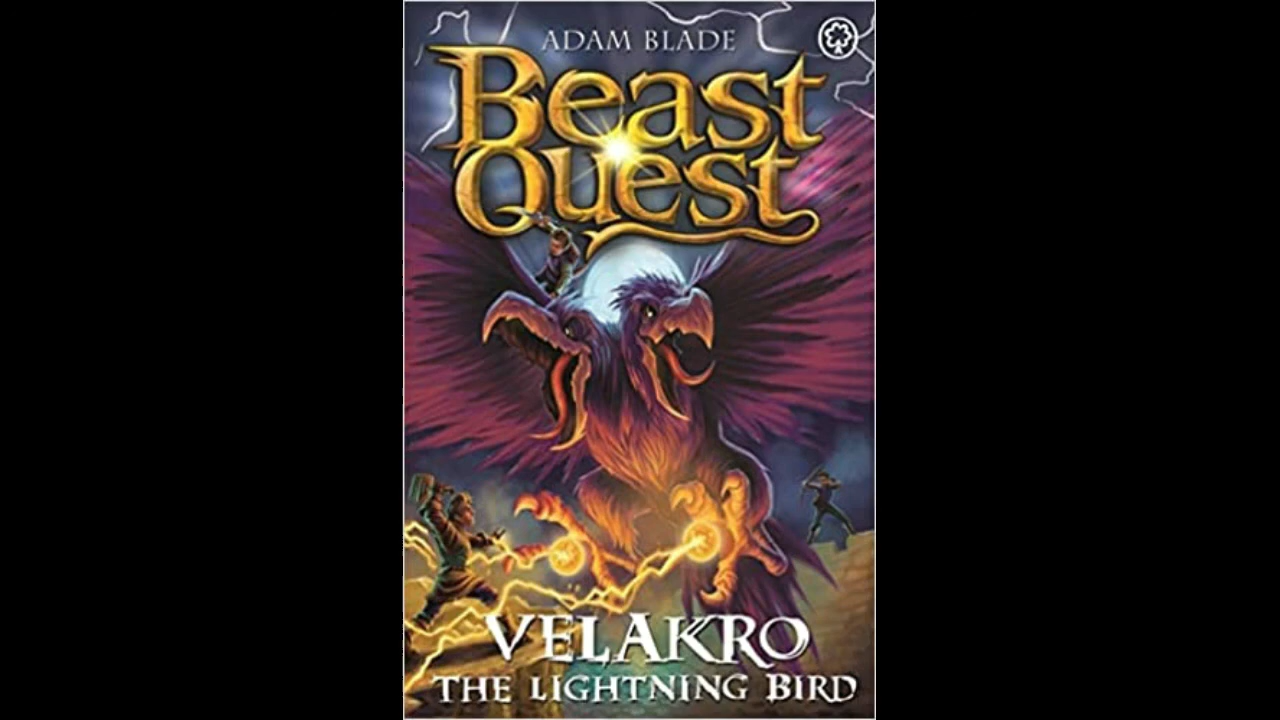 ADAM BLADE
Beast
Quest
VELAKRO
THE LIGHTNING BIRD